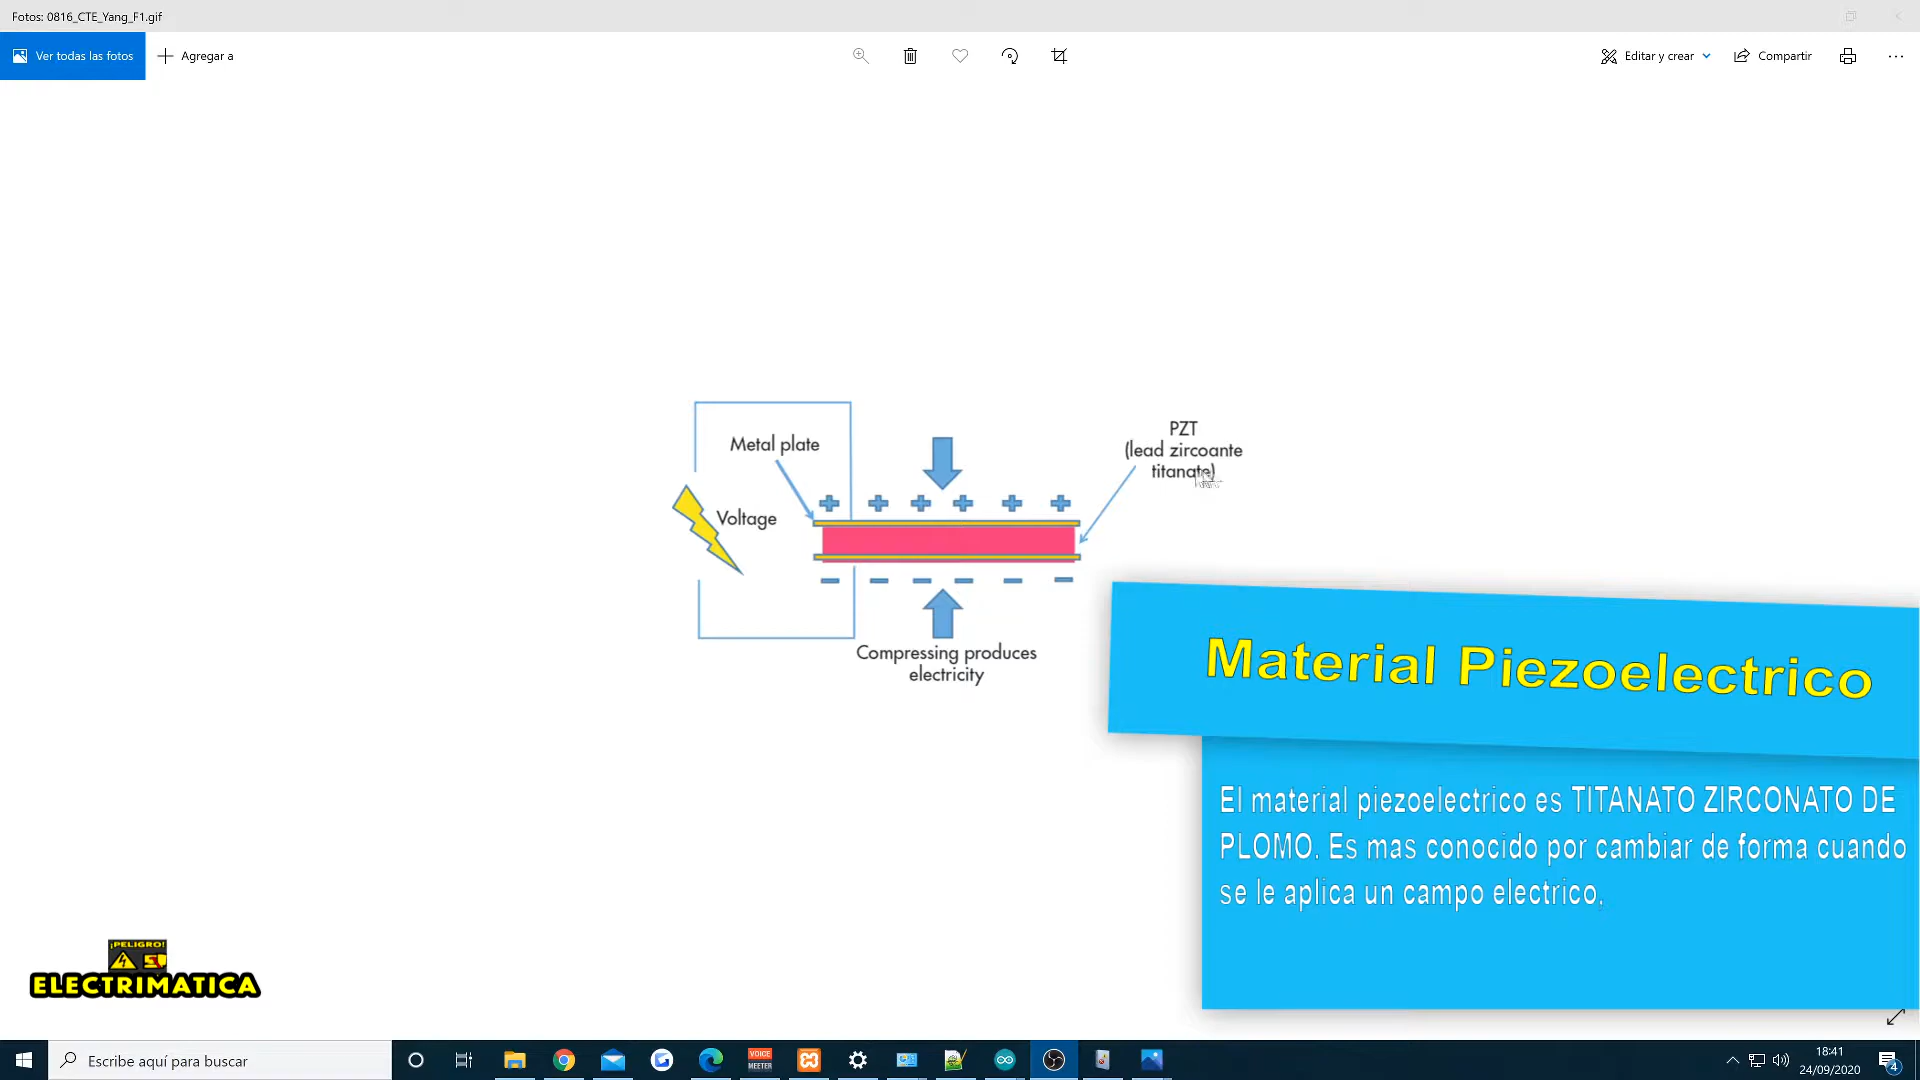 Fotos: 0816_CTE_Yang_F1.gif
Ver todas las fotos
Agregar a
Editar y crear
Compartir
Metal plate
PZT
(lead zircoante
titanate)
Voltage
Compressing produces
electricity
Material Piezoelectrico
El material piezoelectrico es TITANATO ZIRCONATO DE
PLOMO. Es mas conocido por cambiar de forma cuando
se le aplica un campo electrico,
¡PELIGRO!
ELECTRIMATICA
Escribe aquí para buscar
VOICE
MEETER
18:41
24/09/2020
4